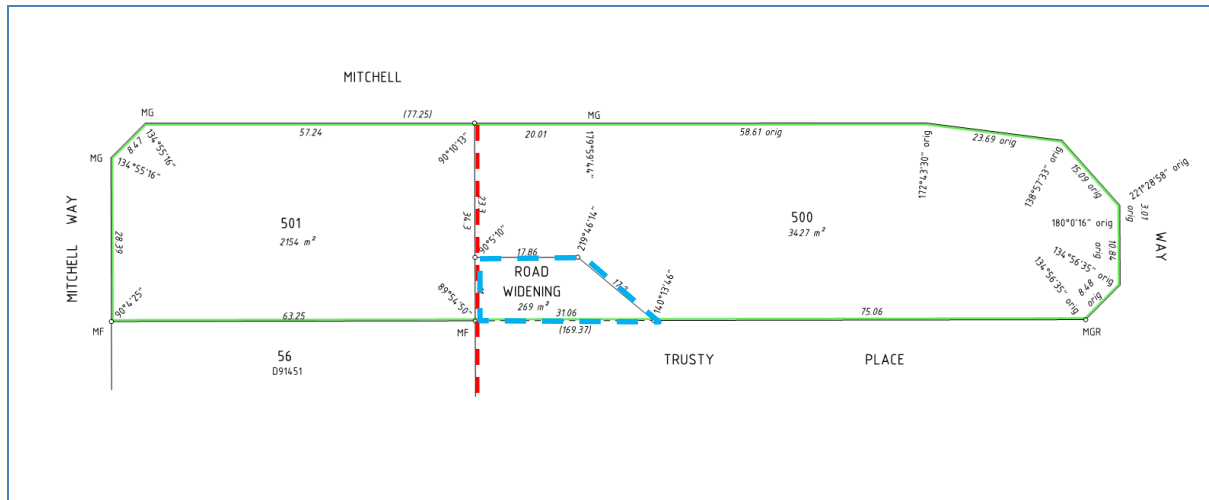 MITCHELL
MG
(77.25)
MG
57.24
20.01
58.61 orig
23.69 orig
8.47
134°55'16"
MG
134°55'16"
90°10'13"
179°59'44"
172°43'30" orig
138°57'33" orig
15.09 orig
221°28'58" orig
3.01 orig
MITCHELL WAY
28.39
501
2154 m²
34.3
23.3
90°5'10"
219°46'14"
500
3427 m²
180°0'16" orig
10.84 orig
WAY
17.86
ROAD
WIDENING
269 m²
134°56'35" orig
134°56'35" orig
8.48 orig
90°4'25"
89°54'50"
140°13'46"
63.25
31.06
75.06
MF
MF
(169.37)
MGR
56
D91451
TRUSTY PLACE